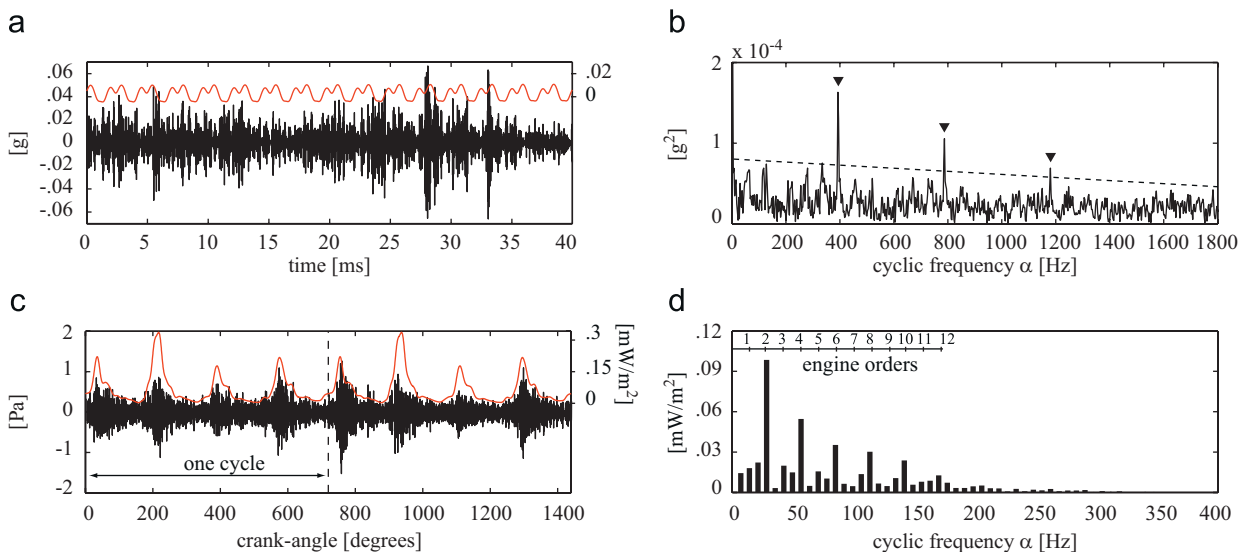 a
.06
.04
.02
0
-.02
-.04
-.06
[g]
.02
0
0 5 10 15 20 25 30 35 40
time [ms]
b
x 10⁻⁴
2
1
0
[g²]
0 200 400 600 800 1000 1200 1400 1600 1800
cyclic frequency α [Hz]
c
2
1
0
-1
-2
[Pa]
.3
.15
0
[mW/m²]
one cycle
0 200 400 600 800 1000 1200 1400
crank-angle [degrees]
d
0.12
.09
.06
.03
0
[mW/m²]
1 2 3 4 5 6 7 8 9 10 11 12
engine orders
0 50 100 150 200 250 300 350 400
cyclic frequency α [Hz]